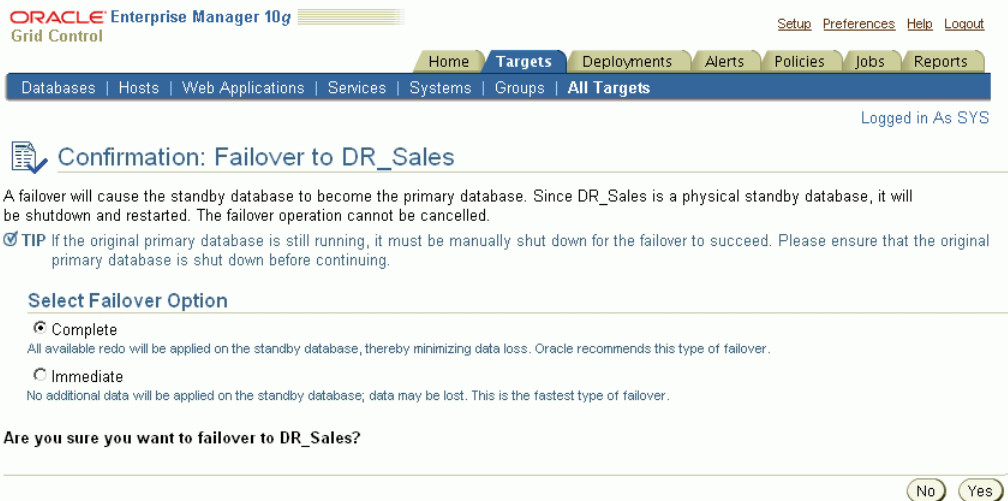 ORACLE Enterprise Manager 10g
Grid Control
Setup Preferences Help Logout
Home Targets Deployments Alerts Policies Jobs Reports
Databases | Hosts | Web Applications | Services | Systems | Groups | All Targets
Logged in As SYS
Confirmation: Failover to DR_Sales
A failover will cause the standby database to become the primary database. Since DR_Sales is a physical standby database, it will
be shutdown and restarted. The failover operation cannot be cancelled.
TIP If the original primary database is still running, it must be manually shut down for the failover to succeed. Please ensure that the original
primary database is shut down before continuing.
Select Failover Option
Complete
All available redo will be applied on the standby database, thereby minimizing data loss. Oracle recommends this type of failover.
Immediate
No additional data will be applied on the standby database; data may be lost. This is the fastest type of failover.
Are you sure you want to failover to DR_Sales?
No Yes